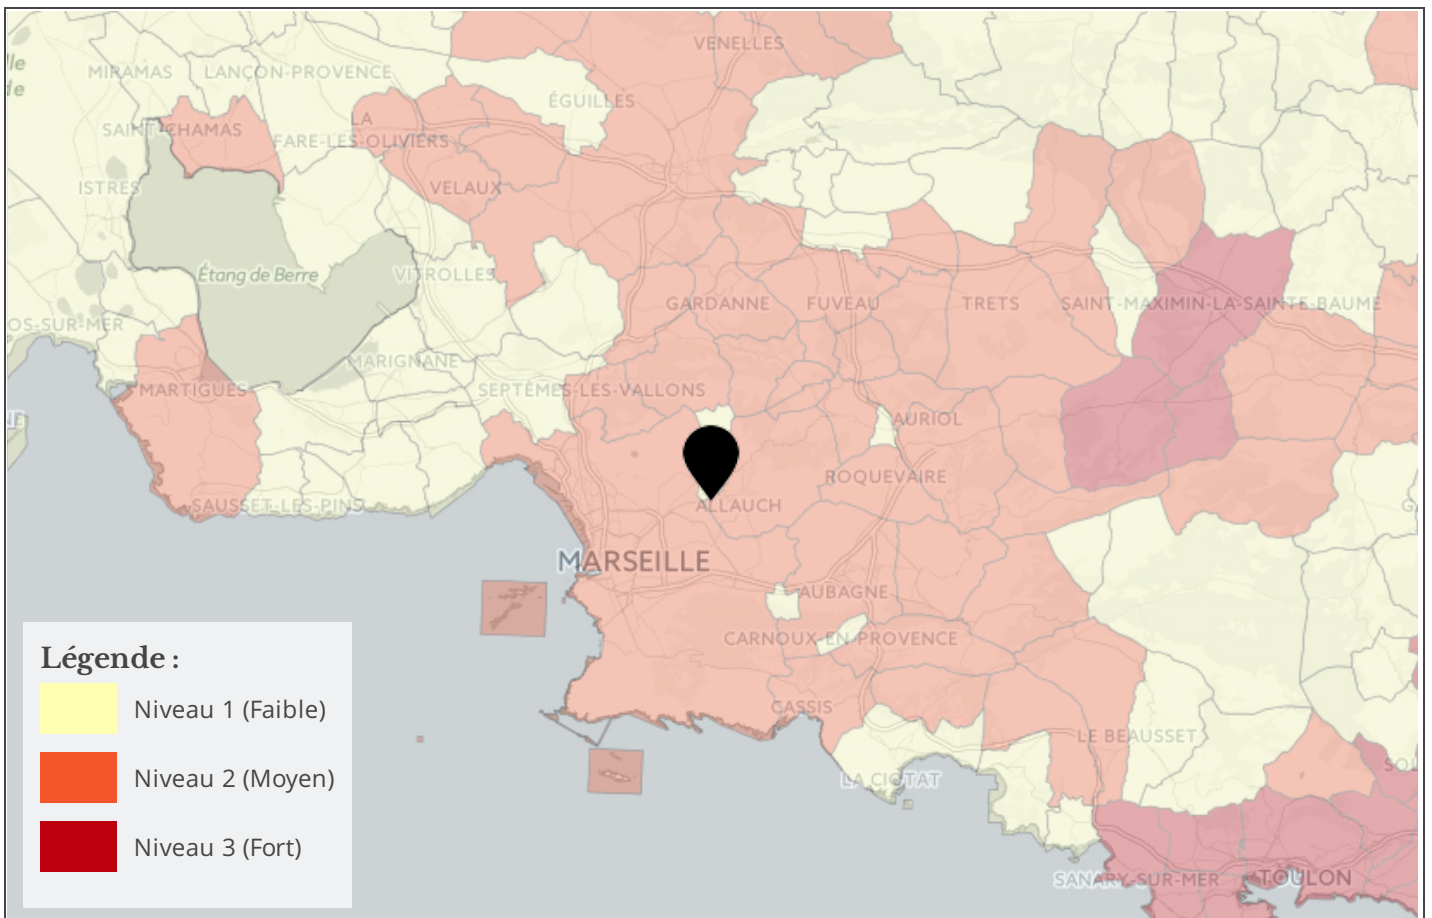 VENELLES
MIRAMAS
LANÇON-PROVENCE
ÉGUILLES
SAINT-CHAMAS
LA
FARE-LES-OLIVIERS
ISTRES
VELAUX
Étang de Berre
VITROLLES
GARDANNE
FUVEAU
TRETS
SAINT-MAXIMIN-LA-SAINTE-BAUME
OS-SUR-MER
MARIGNANE
MARTIGUES
SEPTÈMES-LES-VALLONS
AURIOL
ROQUEVAIRE
SAUSSET-LES-PINS
ALLAUCH
MARSEILLE
AUBAGNE
CARNOUX-EN-PROVENCE
CASSIS
LE BEAUSSET
LA CIOTAT
SANARY-SUR-MER
TOULON
Légende :
Niveau 1 (Faible)
Niveau 2 (Moyen)
Niveau 3 (Fort)